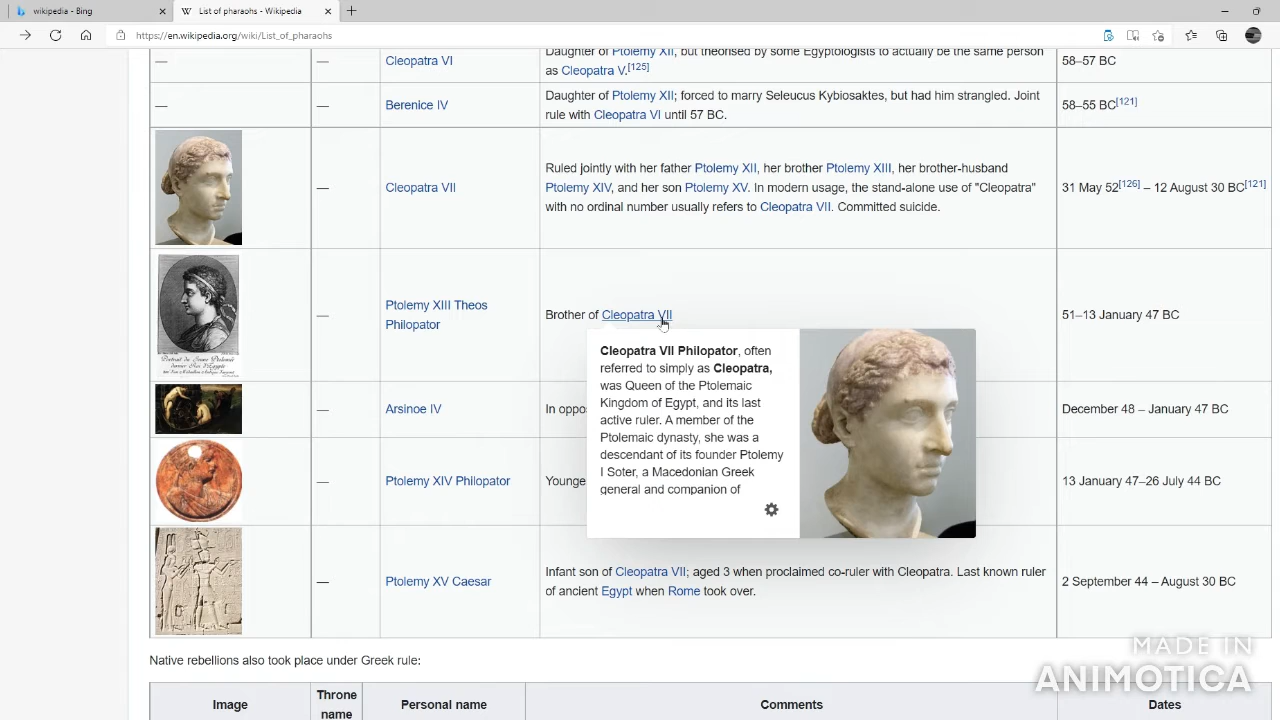 wikipedia - Bing
List of pharaohs - Wikipedia
https://en.wikipedia.org/wiki/List_of_pharaohs
— — Cleopatra VI Daughter of Ptolemy XII, but theorised by some Egyptologists to actually be the same person
as Cleopatra V.[125] 58–57 BC
— — Berenice IV Daughter of Ptolemy XII; forced to marry Seleucus Kybiosaktes, but had him strangled. Joint
rule with Cleopatra VI until 57 BC. 58–55 BC[121]
— Cleopatra VII Ruled jointly with her father Ptolemy XII, her brother Ptolemy XIII, her brother-husband
Ptolemy XIV, and her son Ptolemy XV. In modern usage, the stand-alone use of "Cleopatra"
with no ordinal number usually refers to Cleopatra VII. Committed suicide. 31 May 52[126] – 12 August 30 BC[121]
— Ptolemy XIII Theos
Philopator Brother of Cleopatra VII 51–13 January 47 BC
Cleopatra VII Philopator, often
referred to simply as Cleopatra,
was Queen of the Ptolemaic
Kingdom of Egypt, and its last
active ruler. A member of the
Ptolemaic dynasty, she was a
descendant of its founder Ptolemy
I Soter, a Macedonian Greek
general and companion of
— Arsinoe IV In oppo December 48 – January 47 BC
— Ptolemy XIV Philopator Younge 13 January 47–26 July 44 BC
— Ptolemy XV Caesar Infant son of Cleopatra VII; aged 3 when proclaimed co-ruler with Cleopatra. Last known ruler
of ancient Egypt when Rome took over. 2 September 44 – August 30 BC
Native rebellions also took place under Greek rule:
Image Throne
name Personal name Comments Dates
MADE IN
ANIMOTICA